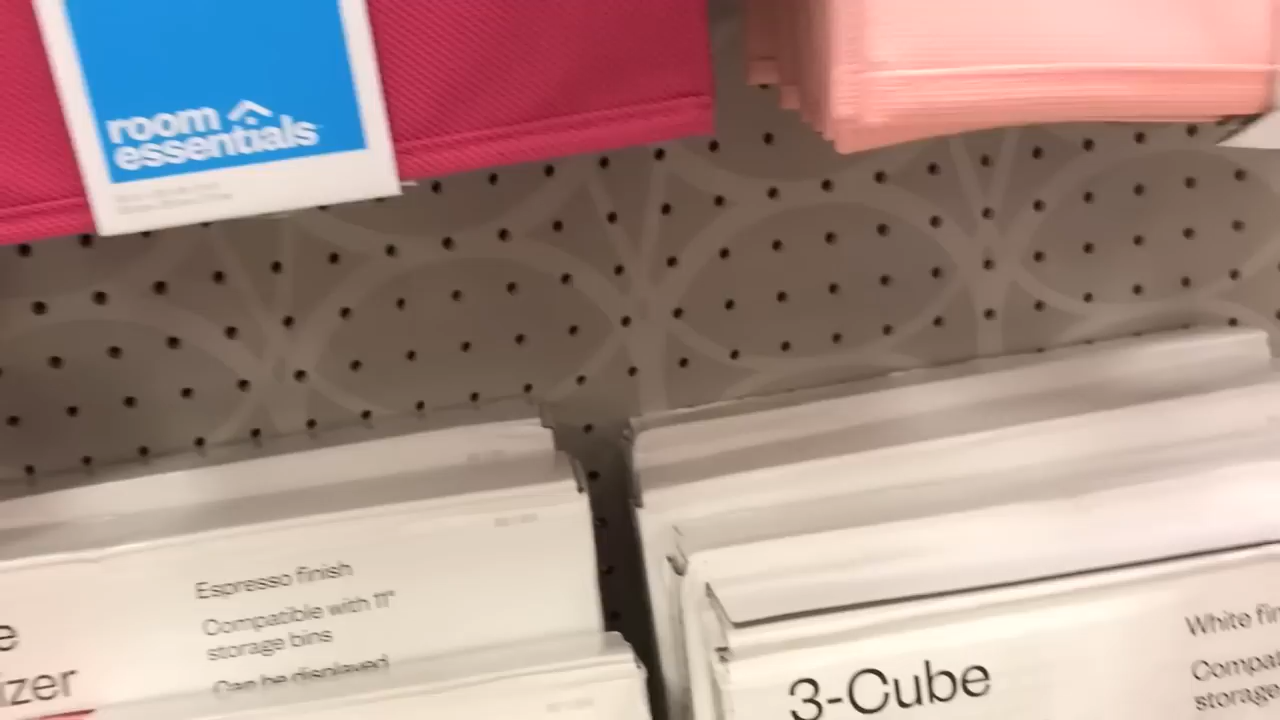 room
essentials
Espresso finish
Compatible with 11"
storage bins
Can be displayed
e
izer
3-Cube
White fin
Compat
storage